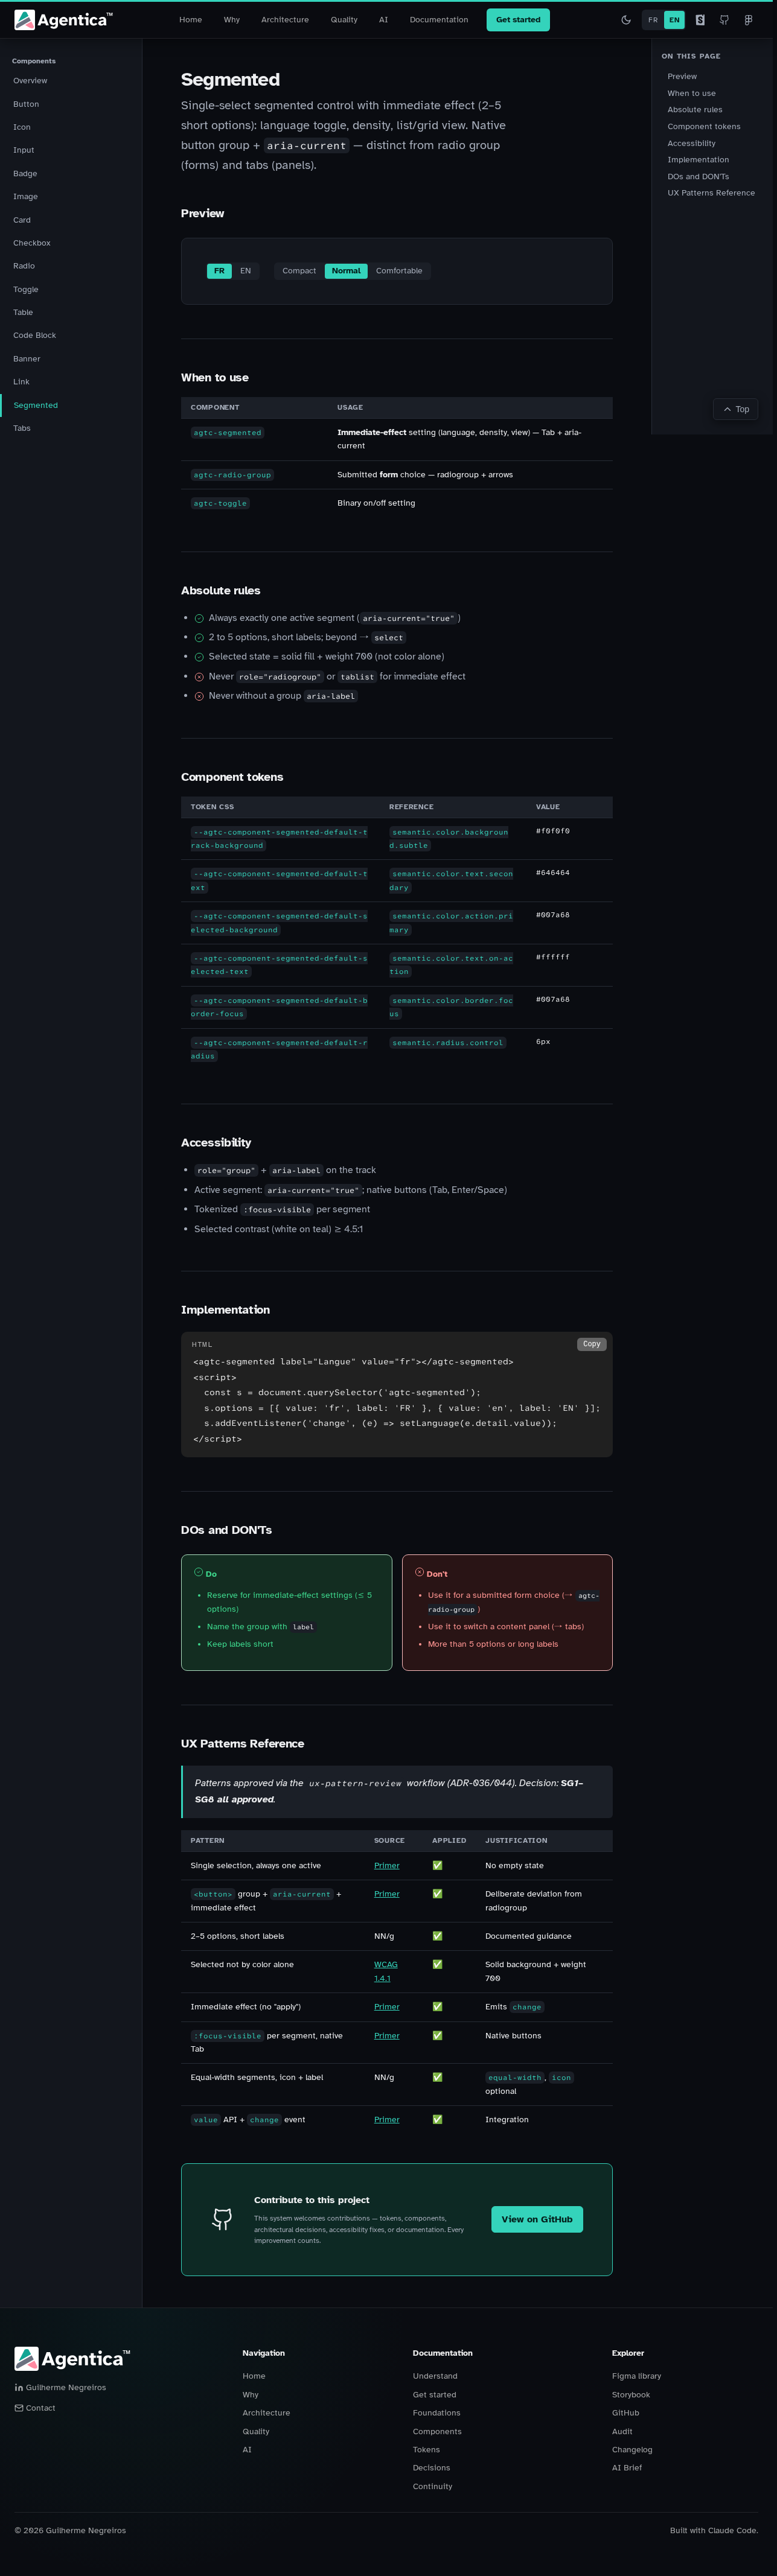 Agentica™
Home
Why
Architecture
Quality
AI
Documentation
Get started
FR
EN
Components
Overview
Button
Icon
Input
Badge
Image
Card
Checkbox
Radio
Toggle
Table
Code Block
Banner
Link
Segmented
Tabs
Segmented
Single-select segmented control with immediate effect (2–5
short options): language toggle, density, list/grid view. Native
button group + aria-current — distinct from radio group
(forms) and tabs (panels).
ON THIS PAGE
Preview
When to use
Absolute rules
Component tokens
Accessibility
Implementation
DOs and DON'Ts
UX Patterns Reference
Top
Preview
FR EN Compact Normal Comfortable
When to use
COMPONENT USAGE
agtc-segmented Immediate-effect setting (language, density, view) — Tab + aria-
current
agtc-radio-group Submitted form choice — radiogroup + arrows
agtc-toggle Binary on/off setting
Absolute rules
Always exactly one active segment (aria-current="true")
2 to 5 options, short labels; beyond → select
Selected state = solid fill + weight 700 (not color alone)
Never role="radiogroup" or tablist for immediate effect
Never without a group aria-label
Component tokens
TOKEN CSS REFERENCE VALUE
--agtc-component-segmented-default-t semantic.color.backgroun #f0f0f0
rack-background d.subtle
--agtc-component-segmented-default-t semantic.color.text.secon #646464
ext dary
--agtc-component-segmented-default-s semantic.color.action.pri #007a68
elected-background mary
--agtc-component-segmented-default-s semantic.color.text.on-ac #ffffff
elected-text tion
--agtc-component-segmented-default-b semantic.color.border.foc #007a68
order-focus us
--agtc-component-segmented-default-r semantic.radius.control 6px
adius
Accessibility
role="group" + aria-label on the track
Active segment: aria-current="true"; native buttons (Tab, Enter/Space)
Tokenized :focus-visible per segment
Selected contrast (white on teal) ≥ 4.5:1
Implementation
HTML
Copy
<agtc-segmented label="Langue" value="fr"></agtc-segmented>
<script>
const s = document.querySelector('agtc-segmented');
s.options = [{ value: 'fr', label: 'FR' }, { value: 'en', label: 'EN' }];
s.addEventListener('change', (e) => setLanguage(e.detail.value));
</script>
DOs and DON'Ts
Do
Reserve for immediate-effect settings (≤ 5
options)
Name the group with label
Keep labels short
Don't
Use it for a submitted form choice (→ agtc-
radio-group )
Use it to switch a content panel (→ tabs)
More than 5 options or long labels
UX Patterns Reference
Patterns approved via the ux-pattern-review workflow (ADR-036/044). Decision: SG1–
SG8 all approved.
PATTERN SOURCE APPLIED JUSTIFICATION
Single selection, always one active Primer ✅ No empty state
<button> group + aria-current + Primer ✅ Deliberate deviation from
immediate effect radiogroup
2–5 options, short labels NN/g ✅ Documented guidance
Selected not by color alone WCAG ✅ Solid background + weight
1.4.1 700
Immediate effect (no "apply") Primer ✅ Emits change
:focus-visible per segment, native Primer ✅ Native buttons
Tab
Equal-width segments, icon + label NN/g ✅ equal-width, icon
optional
value API + change event Primer ✅ Integration
Contribute to this project
This system welcomes contributions — tokens, components,
architectural decisions, accessibility fixes, or documentation. Every
improvement counts.
View on GitHub
Agentica™
Guilherme Negreiros
Contact
Navigation
Home
Why
Architecture
Quality
AI
Documentation
Understand
Get started
Foundations
Components
Tokens
Decisions
Continuity
Explorer
Figma library
Storybook
GitHub
Audit
Changelog
AI Brief
© 2026 Guilherme Negreiros
Built with Claude Code.